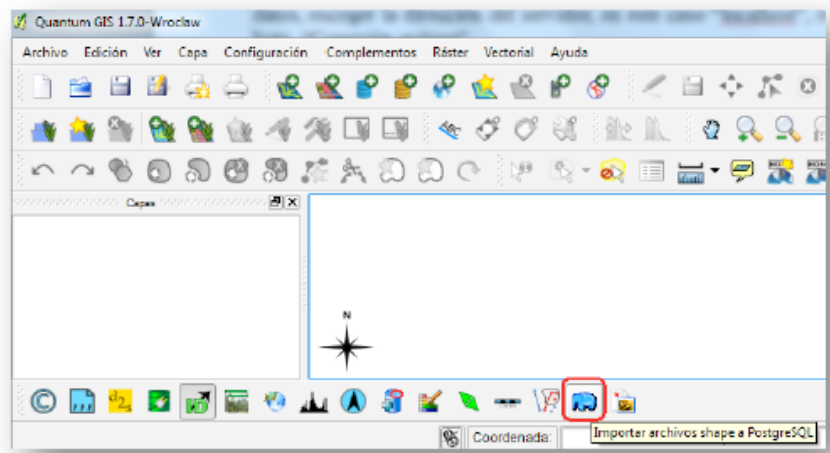 Quantum GIS 1.7.0-Wroclaw
Archivo Edición Ver Capa Configuración Complementos Ráster Vectorial Ayuda
Capas
N
Coordenada:
Importar archivos shape a PostgreSQL